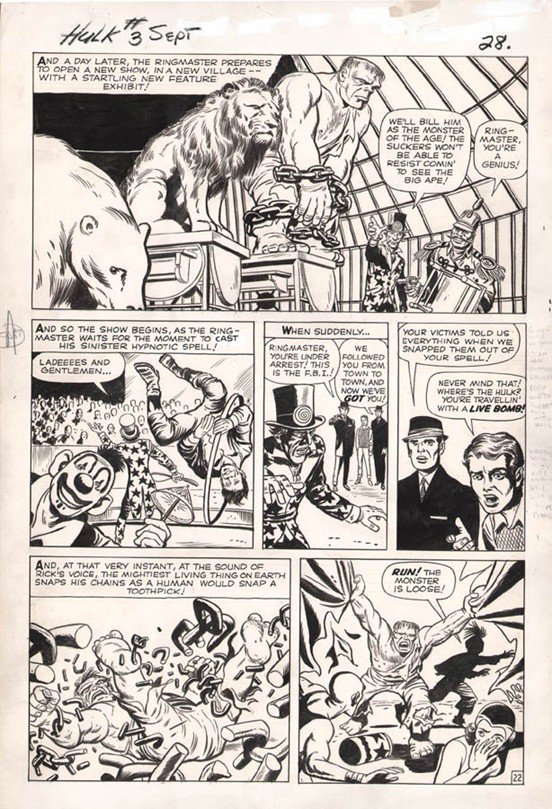 HULK #3 SEPT
28.
AND A DAY LATER, THE RINGMASTER PREPARES
TO OPEN A NEW SHOW, IN A NEW VILLAGE--
WITH A STARTLING NEW FEATURE
EXHIBIT!
WE'LL BILL HIM
AS THE MONSTER
OF THE AGE! THE
SUCKERS WON'T
BE ABLE TO
RESIST COMIN'
TO SEE THE
BIG APE!
RING-
MASTER,
YOU'RE
A
GENIUS!
AND SO THE SHOW BEGINS, AS THE RING-
MASTER WAITS FOR THE MOMENT TO CAST
HIS SINISTER HYPNOTIC SPELL!
LADEEEES AND
GENTLEMEN...
WHEN SUDDENLY...
RINGMASTER,
YOU'RE UNDER
ARREST! THIS
IS THE F.B.I.!
WE
FOLLOWED YOU
FROM TOWN
TO TOWN,
AND NOW
WE'VE
GOT YOU!
YOUR VICTIMS TOLD US
EVERYTHING WHEN WE
SNAPPED THEM OUT OF
YOUR SPELL!
NEVER MIND THAT!
WHERE'S THE HULK?
YOU'RE TRAVELLIN'
WITH A LIVE BOMB!
AND, AT THAT VERY INSTANT, AT THE SOUND OF
RICK'S VOICE, THE MIGHTIEST LIVING THING ON EARTH
SNAPS HIS CHAINS AS A HUMAN WOULD SNAP A
TOOTHPICK!
RUN! THE
MONSTER
IS LOOSE!
22